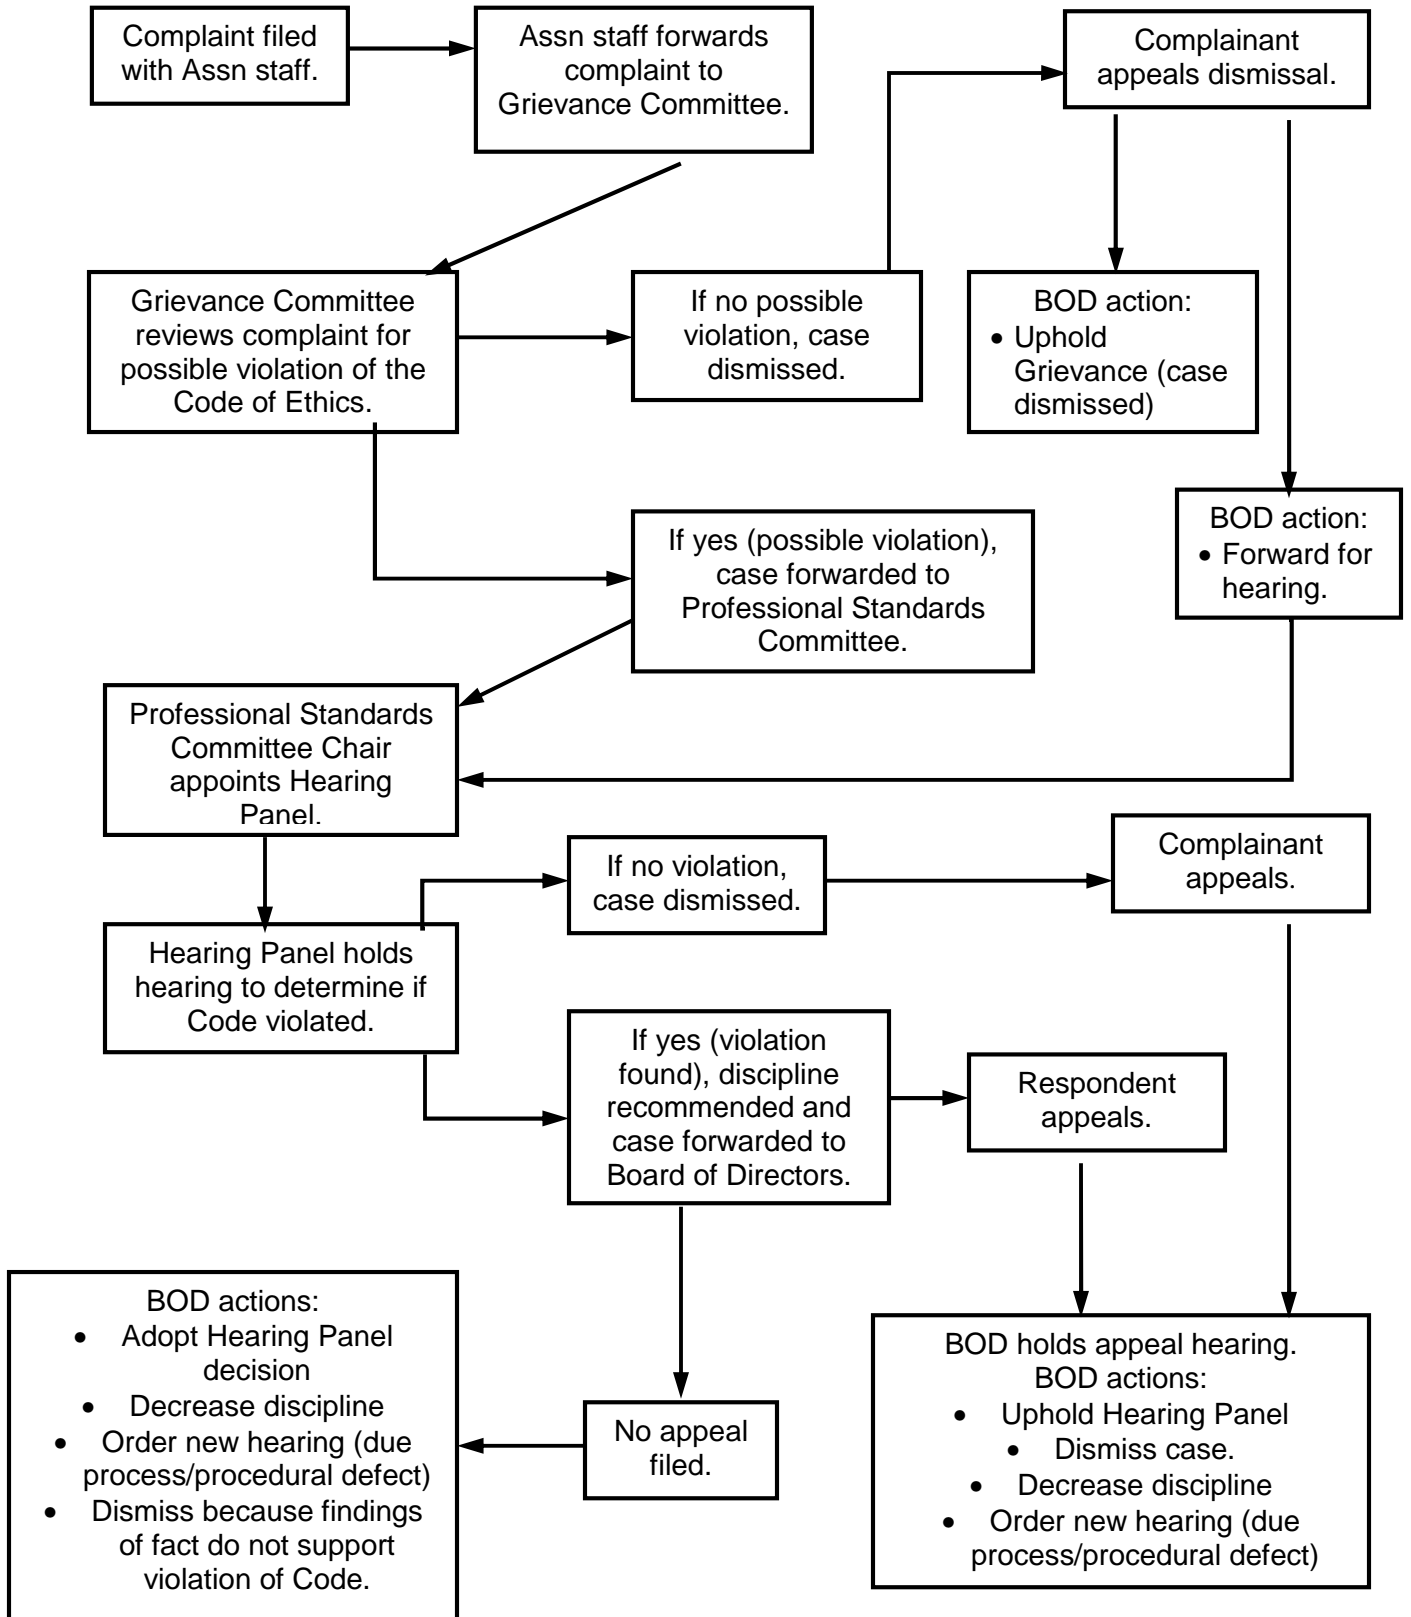 Complaint filed
with Assn staff.
Assn staff forwards
complaint to
Grievance Committee.
Complainant
appeals dismissal.
Grievance Committee
reviews complaint for
possible violation of the
Code of Ethics.
If no possible
violation, case
dismissed.
BOD action:
• Uphold
Grievance (case
dismissed)
BOD action:
• Forward for
hearing.
If yes (possible violation),
case forwarded to
Professional Standards
Committee.
Professional Standards
Committee Chair
appoints Hearing
Panel.
If no violation,
case dismissed.
Complainant
appeals.
Hearing Panel holds
hearing to determine if
Code violated.
If yes (violation
found), discipline
recommended and
case forwarded to
Board of Directors.
Respondent
appeals.
BOD actions:
• Adopt Hearing Panel
decision
• Decrease discipline
• Order new hearing (due
process/procedural defect)
• Dismiss because findings
of fact do not support
violation of Code.
No appeal
filed.
BOD holds appeal hearing.
BOD actions:
• Uphold Hearing Panel
• Dismiss case.
• Decrease discipline
• Order new hearing (due
process/procedural defect)